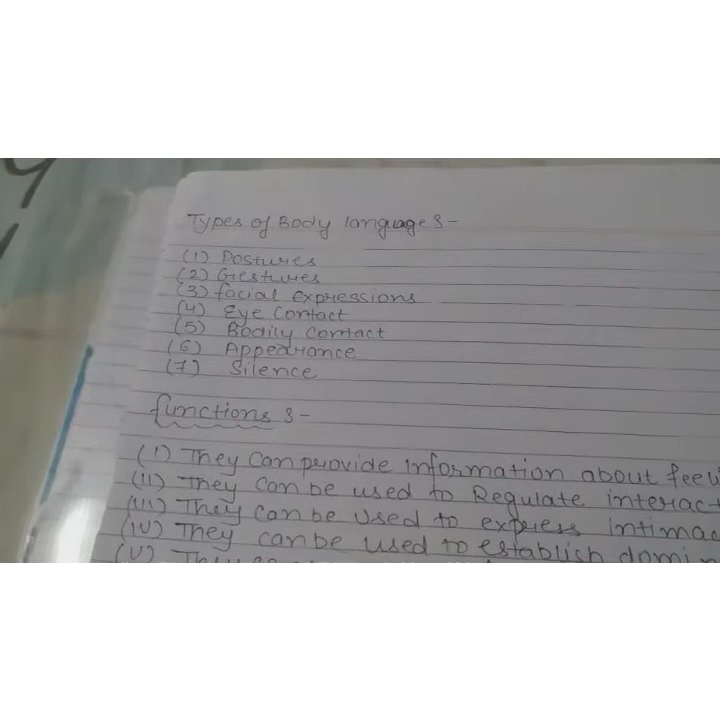 Types of Body language :-
(1) Postures
(2) Gestures
(3) facial expressions
(4) Eye Contact
(5) Bodily Contact
(6) Appearance
(7) Silence
functions :-
(I) They can provide information about
(II) They can be used to Regulate
(III) They can be used to express
(IV) They can be used to establish
(V)